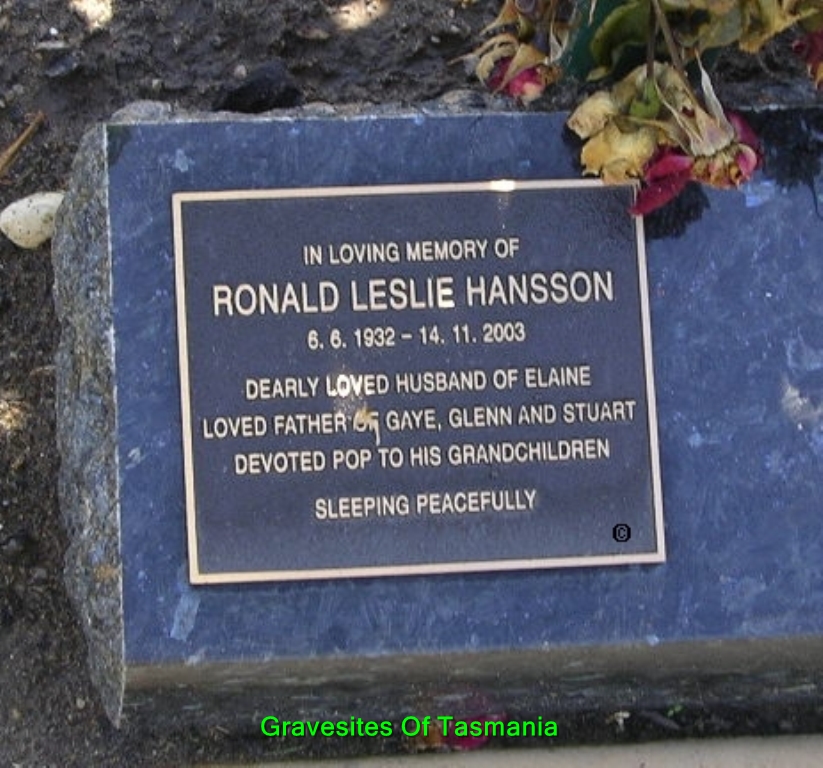 IN LOVING MEMORY OF
RONALD LESLIE HANSSON
6. 6. 1932 – 14. 11. 2003
DEARLY LOVED HUSBAND OF ELAINE
LOVED FATHER OF GAYE, GLENN AND STUART
DEVOTED POP TO HIS GRANDCHILDREN
SLEEPING PEACEFULLY
©
Gravesites Of Tasmania